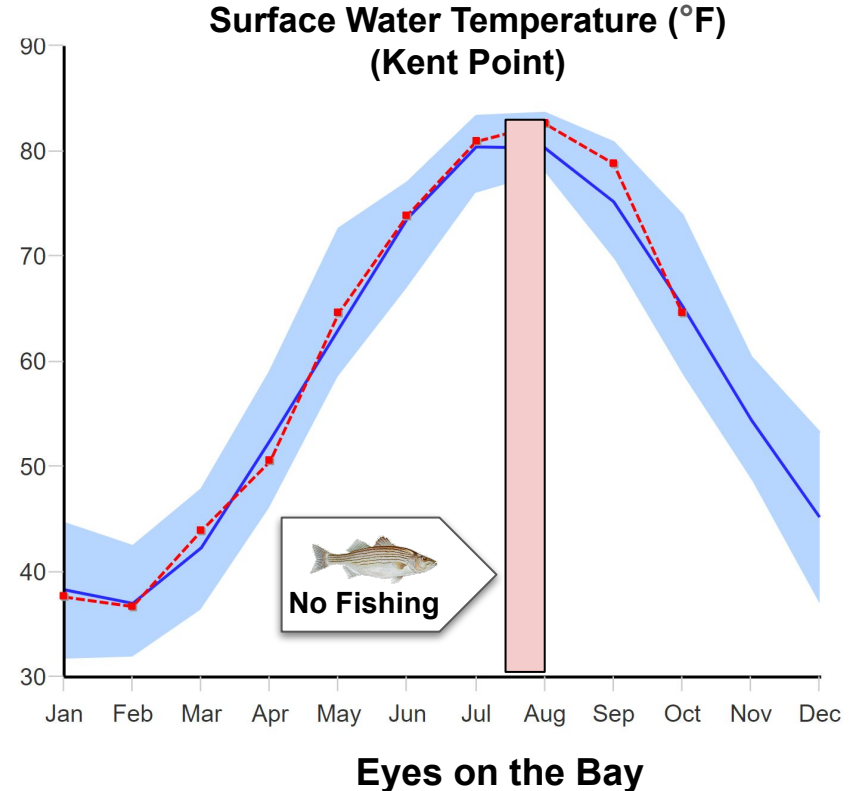 Surface Water Temperature (°F)
(Kent Point)
90
80
70
60
50
40
30
No Fishing
Jan Feb Mar Apr May Jun Jul Aug Sep Oct Nov Dec
Eyes on the Bay